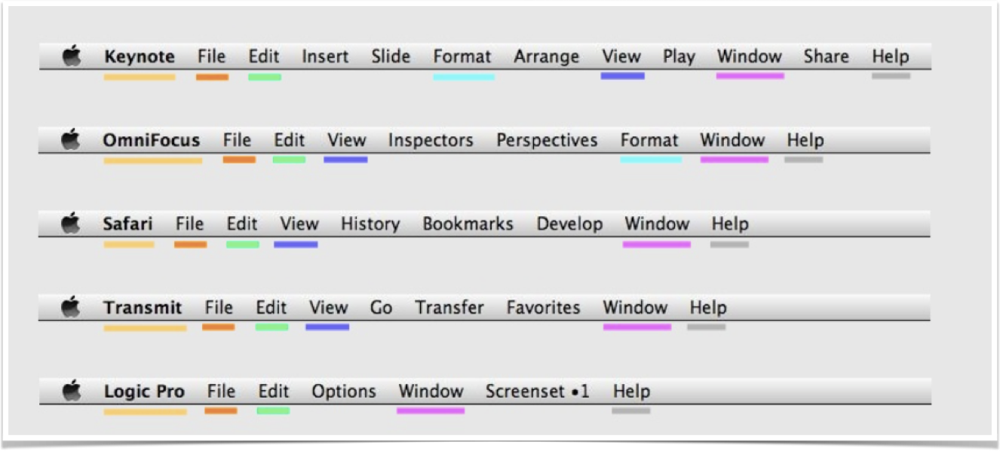 Keynote File Edit Insert Slide Format Arrange View Play Window Share Help
OmniFocus File Edit View Inspectors Perspectives Format Window Help
Safari File Edit View History Bookmarks Develop Window Help
Transmit File Edit View Go Transfer Favorites Window Help
Logic Pro File Edit Options Window Screenset •1 Help